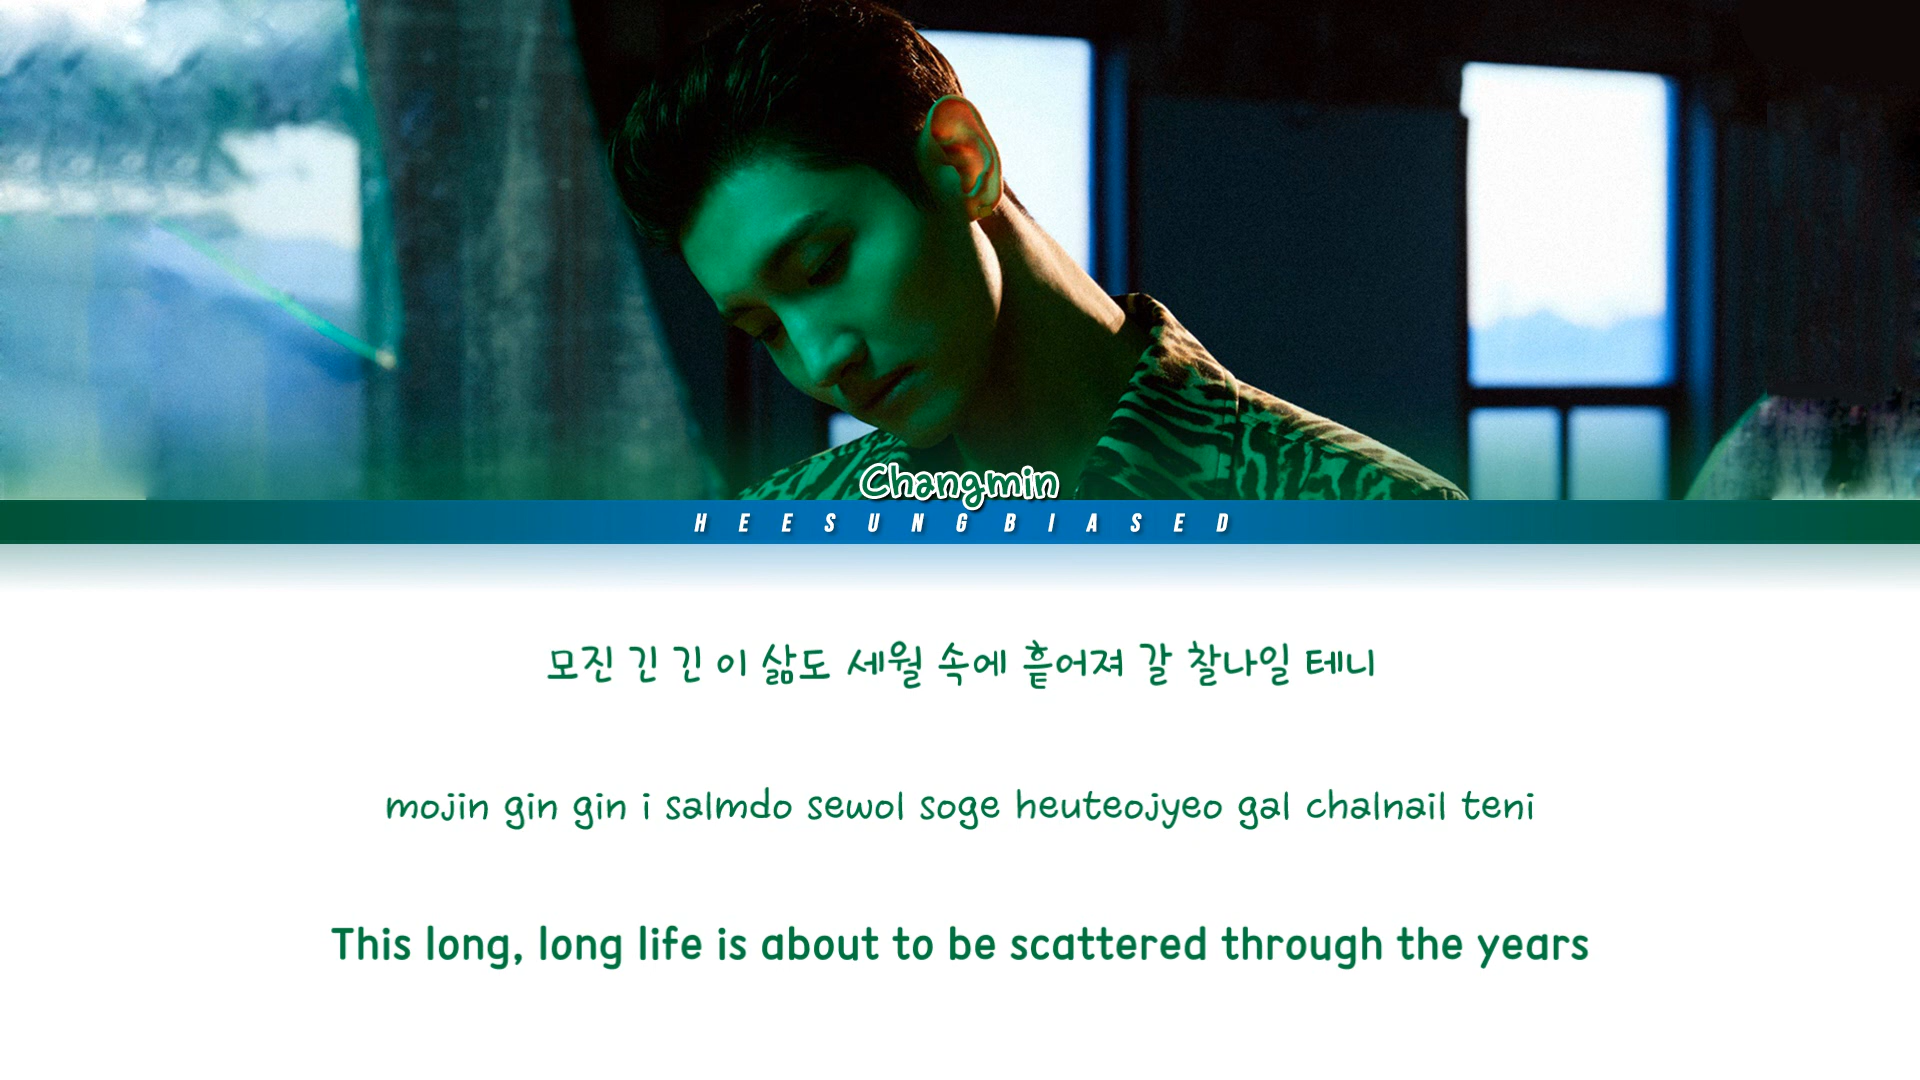 Changmin
HEESUNGBIASED
모진 긴 긴 이 삶도 세월 속에 흩어져 갈 찰나일 테니
mojin gin gin i salmdo sewol soge heuteojyeo gal chalnail teni
This long, long life is about to be scattered through the years